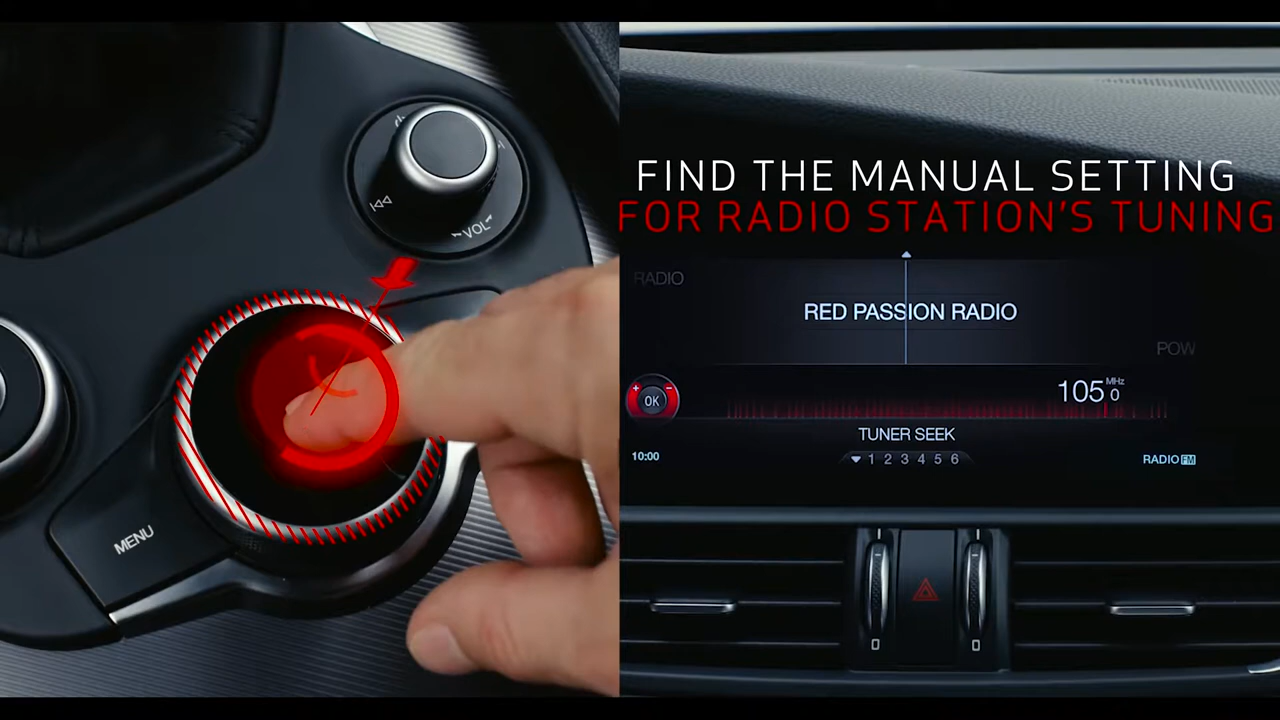 VOL
MENU
FIND THE MANUAL SETTING
FOR RADIO STATION'S TUNING
RADIO
RED PASSION RADIO
POW
105 0 MHz
OK
TUNER SEEK
1 2 3 4 5 6
10:00
RADIO FM